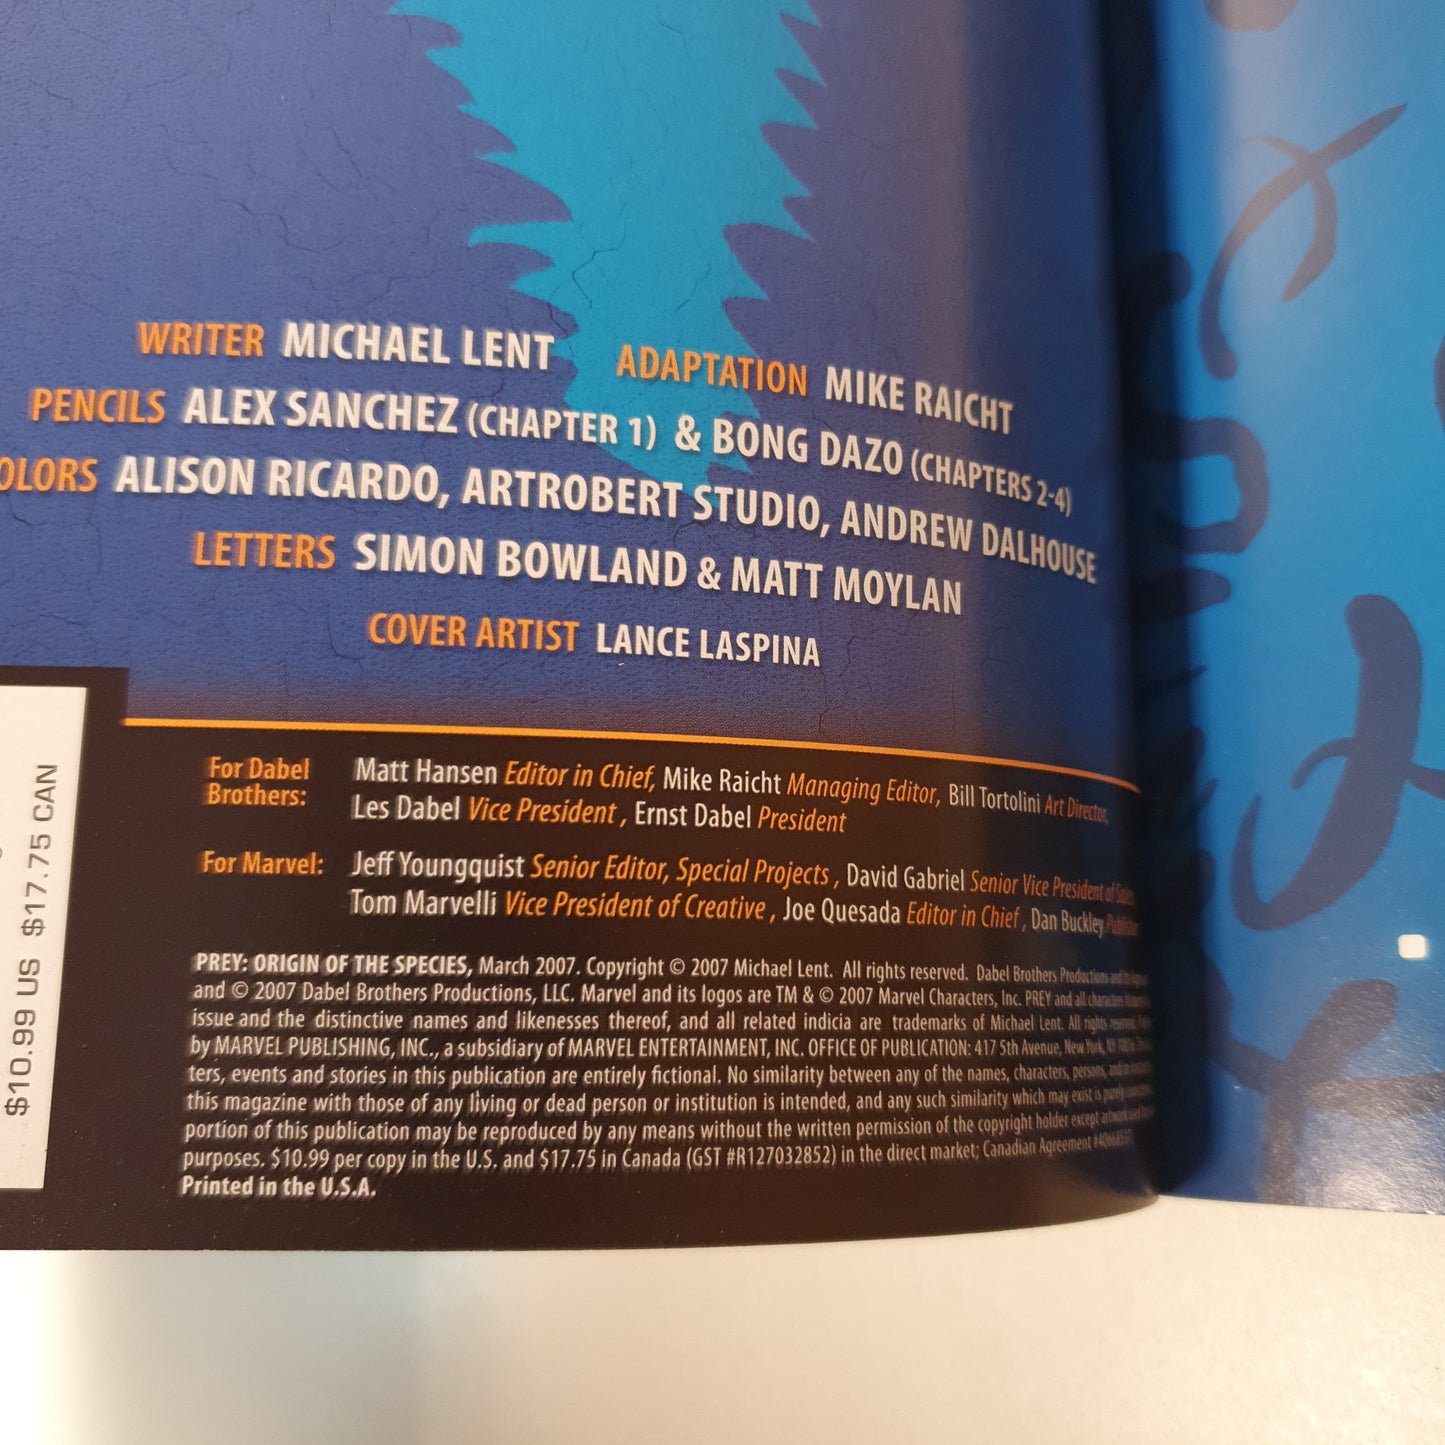 WRITER MICHAEL LENT ADAPTATION MIKE RAICHT
PENCILS ALEX SANCHEZ (CHAPTER 1) & BONG DAZO (CHAPTERS 2-4)
OLORS ALISON RICARDO, ARTROBERT STUDIO, ANDREW DALHOUSE
LETTERS SIMON BOWLAND & MATT MOYLAN
COVER ARTIST LANCE LASPINA
For Dabel Brothers: Matt Hansen Editor in Chief, Mike Raicht Managing Editor, Bill Tortolini Art Director,
Les Dabel Vice President, Ernst Dabel President
For Marvel: Jeff Youngquist Senior Editor, Special Projects, David Gabriel Senior Vice President of Sales,
Tom Marvelli Vice President of Creative, Joe Quesada Editor in Chief, Dan Buckley Publisher
PREY: ORIGIN OF THE SPECIES, March 2007. Copyright © 2007 Michael Lent. All rights reserved. Dabel Brothers Productions and its logos
and © 2007 Dabel Brothers Productions, LLC. Marvel and its logos are TM & © 2007 Marvel Characters, Inc. PREY and all characters
issue and the distinctive names and likenesses thereof, and all related indicia are trademarks of Michael Lent. All rights reserved.
by MARVEL PUBLISHING, INC., a subsidiary of MARVEL ENTERTAINMENT, INC. OFFICE OF PUBLICATION: 417 5th Avenue, New York, NY
ters, events and stories in this publication are entirely fictional. No similarity between any of the names, characters, persons, and/or
this magazine with those of any living or dead person or institution is intended, and any such similarity which may exist is purely
portion of this publication may be reproduced by any means without the written permission of the copyright holder except artwork used for
purposes. $10.99 per copy in the U.S. and $17.75 in Canada (GST #R127032852) in the direct market; Canadian Agreement
Printed in the U.S.A.
$10.99 US $17.75 CAN